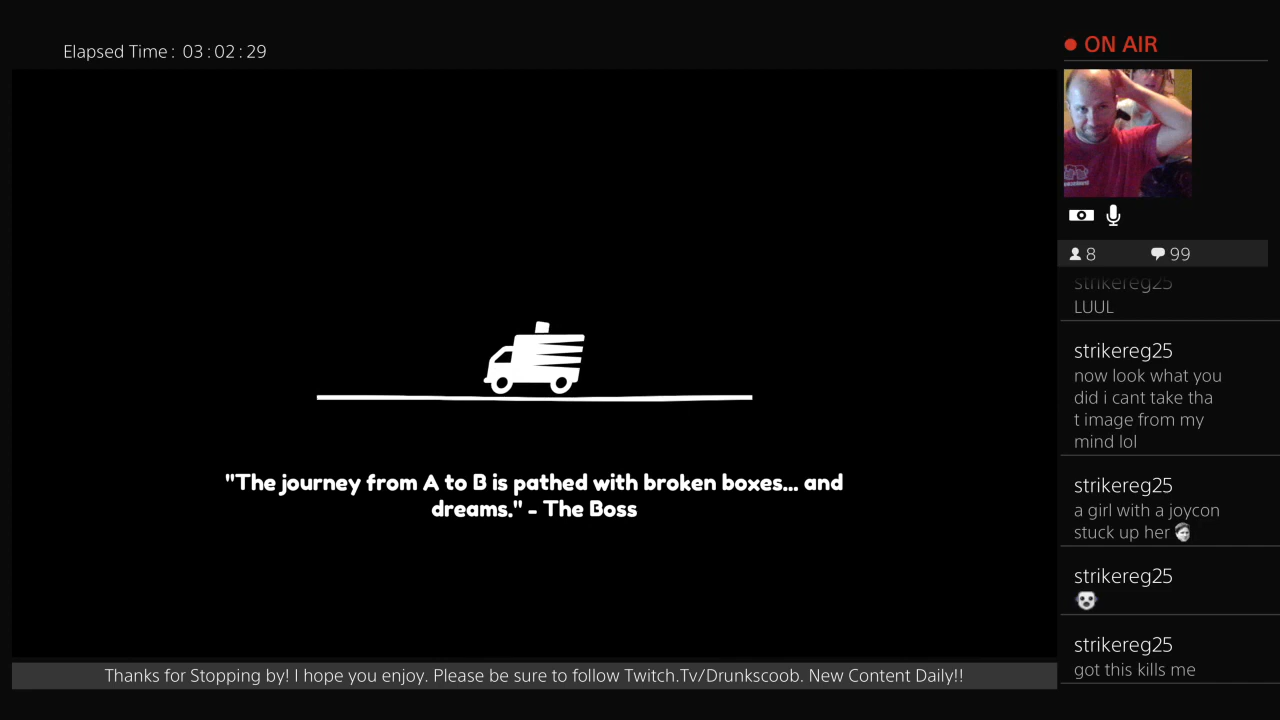 Elapsed Time: 03:02:29
ON AIR
8 99
strikereg25
LUUL
strikereg25
now look what you
did i cant take tha
t image from my
mind lol
strikereg25
a girl with a joycon
stuck up her
strikereg25
strikereg25
got this kills me
"The journey from A to B is pathed with broken boxes... and
dreams." - The Boss
Thanks for Stopping by! I hope you enjoy. Please be sure to follow Twitch.Tv/Drunkscoob. New Content Daily!!